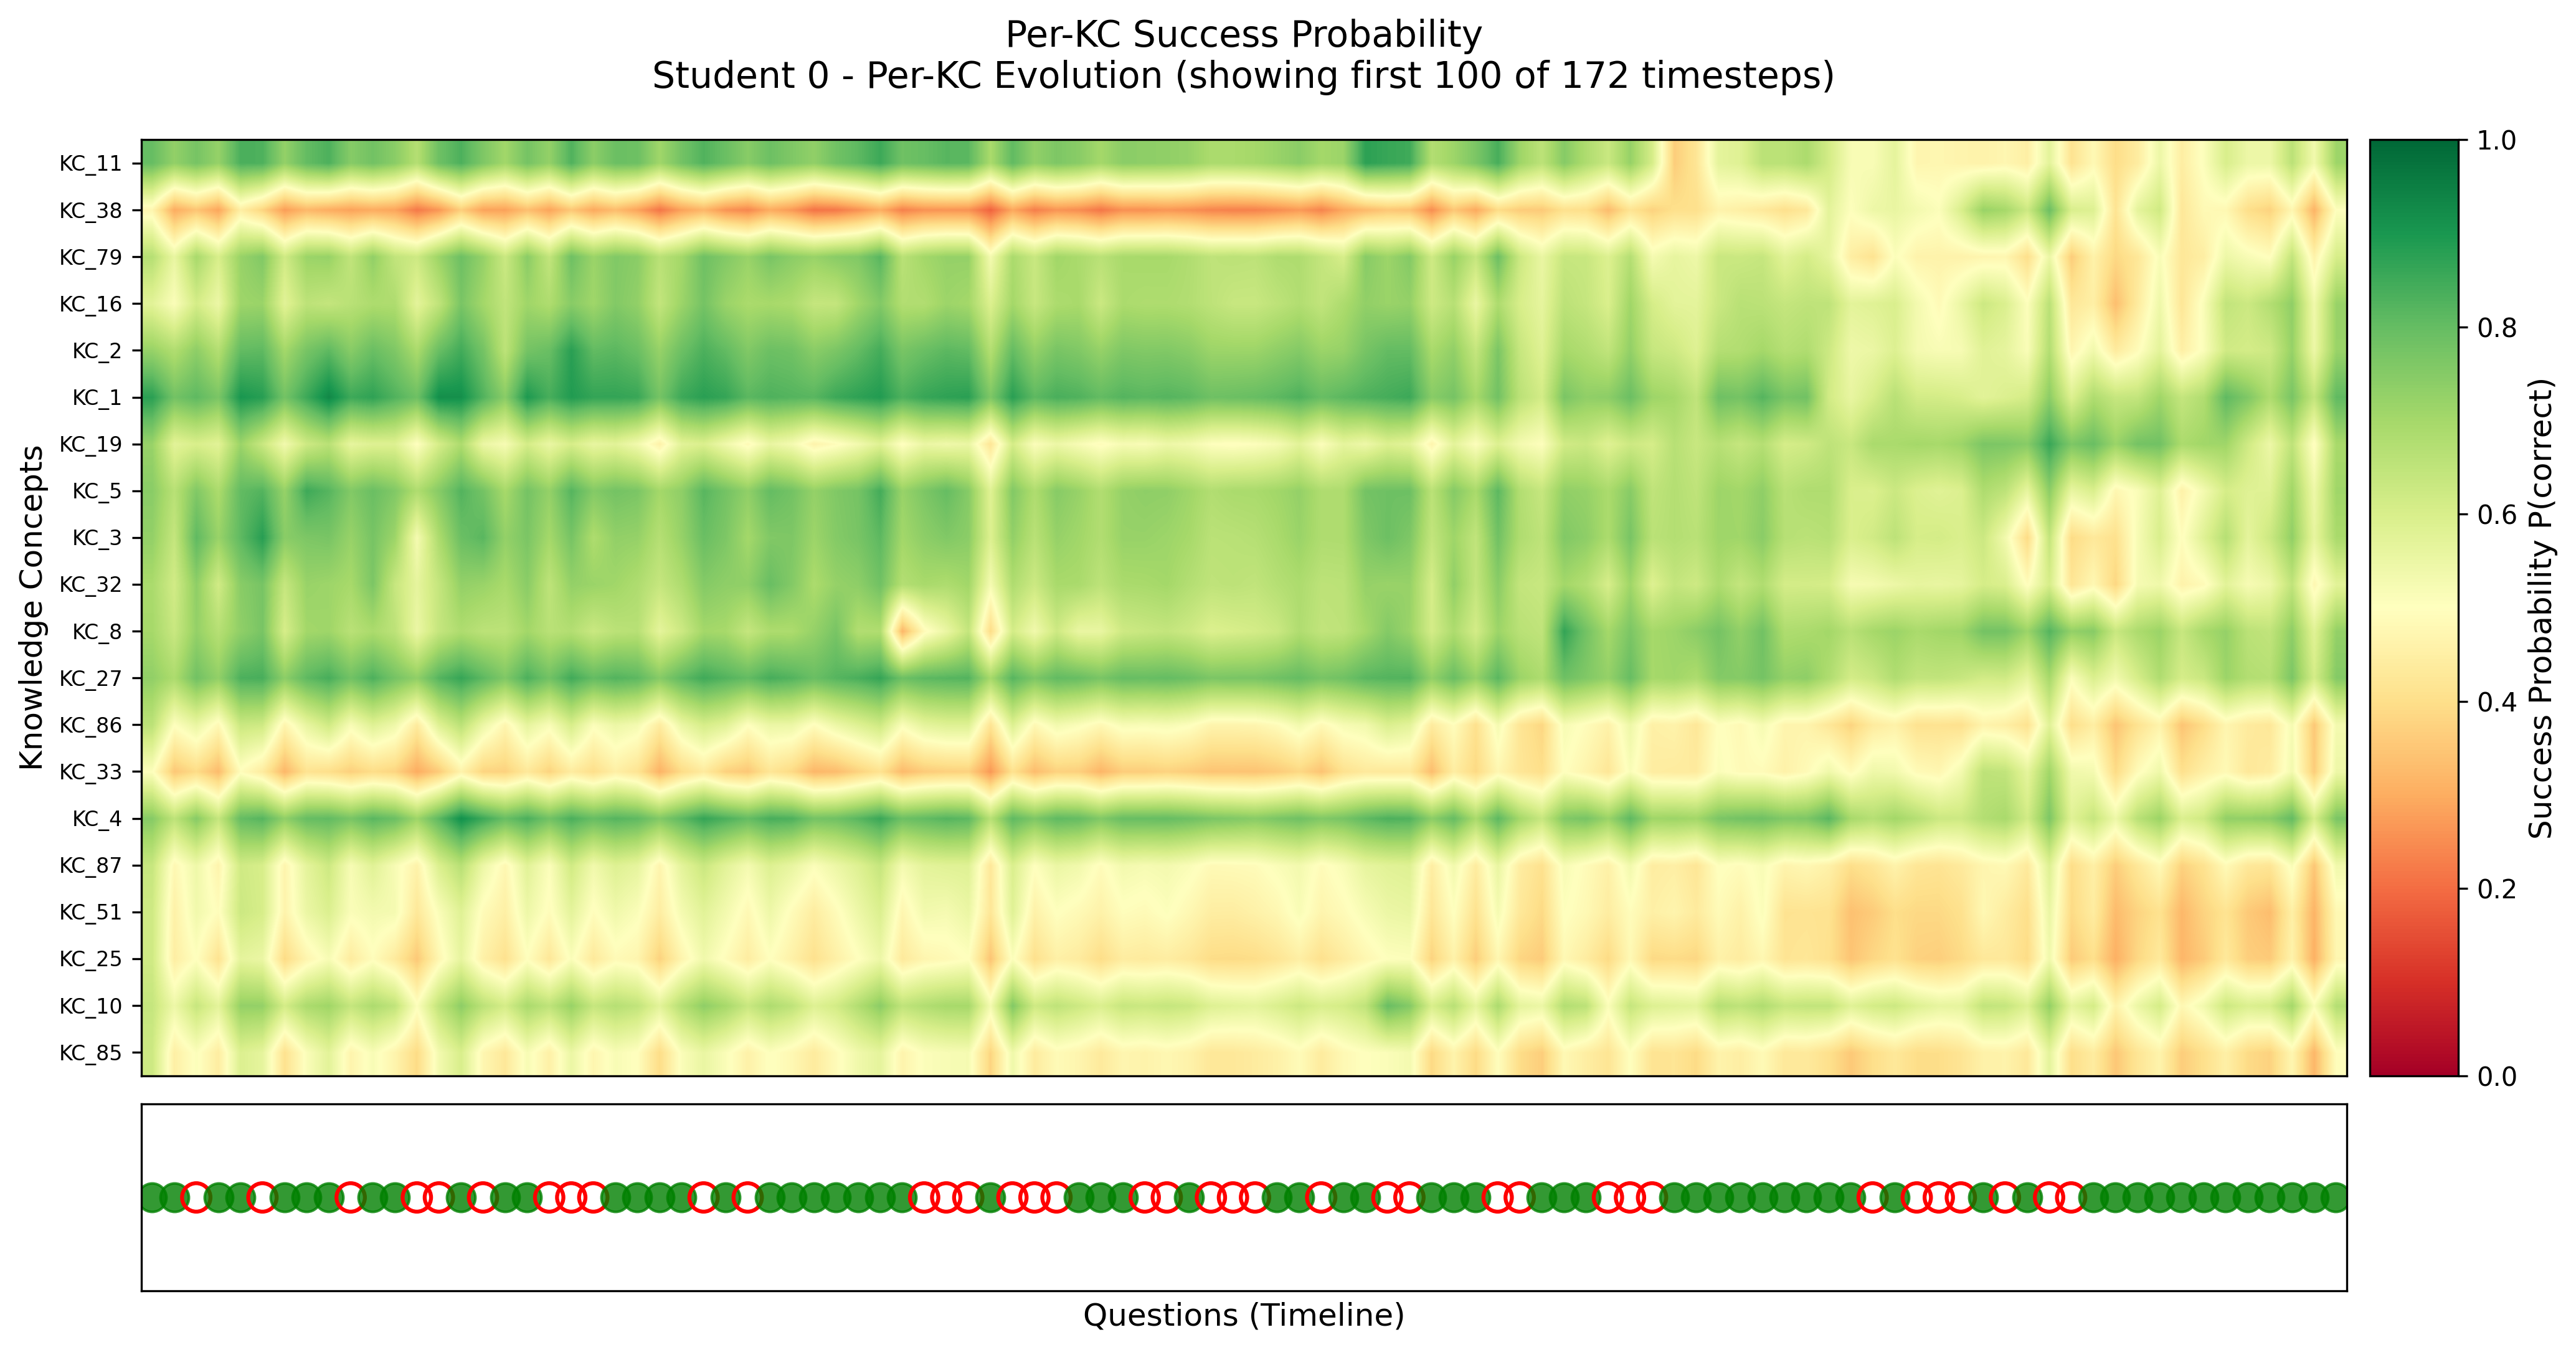 Per-KC Success Probability
Student 0 - Per-KC Evolution (showing first 100 of 172 timesteps)
Knowledge Concepts
KC_11
KC_38
KC_79
KC_16
KC_2
KC_1
KC_19
KC_5
KC_3
KC_32
KC_8
KC_27
KC_86
KC_33
KC_4
KC_87
KC_51
KC_25
KC_10
KC_85
1.0
0.8
0.6
0.4
0.2
0.0
Success Probability P(correct)
Questions (Timeline)